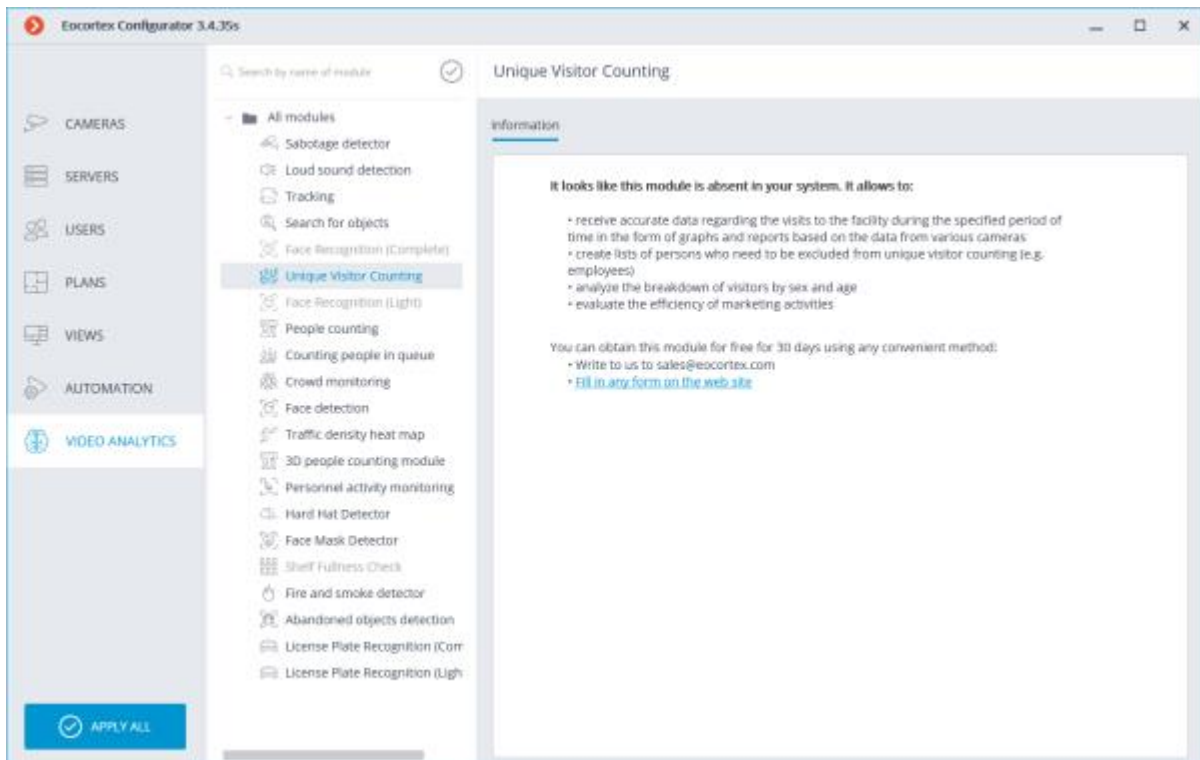 Eocortex Configurator 3.4.35s
CAMERAS
SERVERS
USERS
PLANS
VIEWS
AUTOMATION
VIDEO ANALYTICS
APPLY ALL
Search by name of module
All modules
Sabotage detector
Loud sound detection
Tracking
Search for objects
Face Recognition (Complete)
Unique Visitor Counting
Face Recognition (Light)
People counting
Counting people in queue
Crowd monitoring
Face detection
Traffic density heat map
3D people counting module
Personnel activity monitoring
Hard Hat Detector
Face Mask Detector
Shelf Fullness Check
Fire and smoke detector
Abandoned objects detection
License Plate Recognition (Com
License Plate Recognition (Ligh
Unique Visitor Counting
Information
It looks like this module is absent in your system. It allows to:
• receive accurate data regarding the visits to the facility during the specified period of
time in the form of graphs and reports based on the data from various cameras
• create lists of persons who need to be excluded from unique visitor counting (e.g.
employees)
• analyze the breakdown of visitors by sex and age
• evaluate the efficiency of marketing activities
You can obtain this module for free for 30 days using any convenient method:
• Write to us to sales@eocortex.com
• Fill in any form on the web site